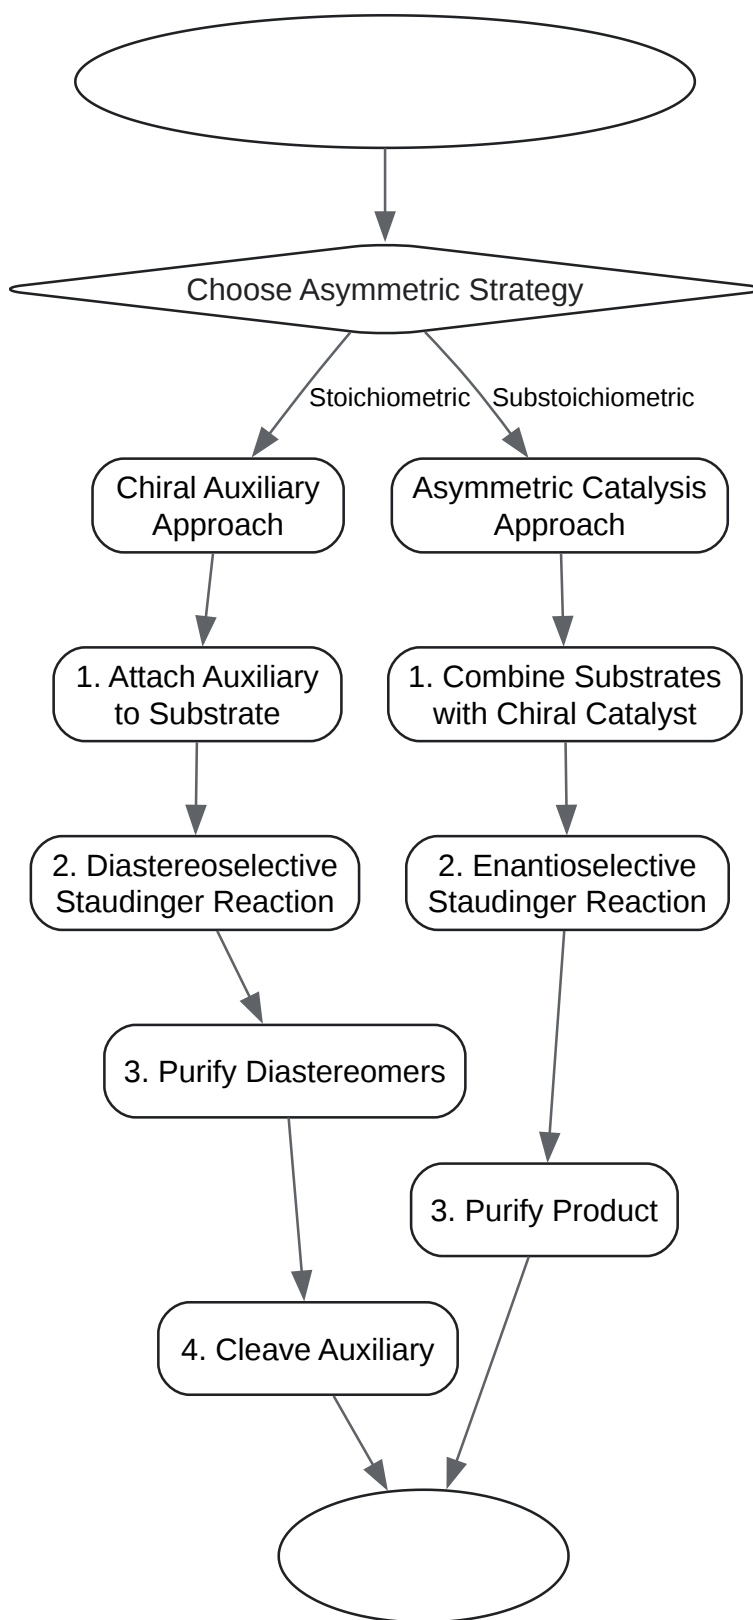 Choose Asymmetric Strategy
Stoichiometric
Substoichiometric
Chiral Auxiliary
Approach
Asymmetric Catalysis
Approach
1. Attach Auxiliary
to Substrate
1. Combine Substrates
with Chiral Catalyst
2. Diastereoselective
Staudinger Reaction
2. Enantioselective
Staudinger Reaction
3. Purify Diastereomers
3. Purify Product
4. Cleave Auxiliary